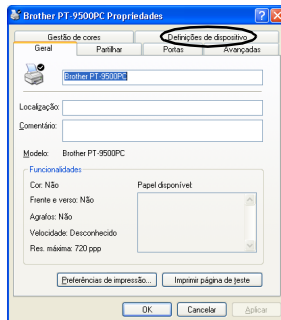 Brother PT-9500PC Propriedades
Gestão de cores Definições de dispositivo
Geral Partilhar Portas Avançadas
Brother PT-9500PC
Localização:
Comentário:
Modelo: Brother PT-9500PC
Funcionalidades
Cor: Não Papel disponível:
Frente e verso: Não
Agrafos: Não
Velocidade: Desconhecido
Res. máxima: 720 ppp
Preferências de impressão... Imprimir página de teste
OK Cancelar Aplicar